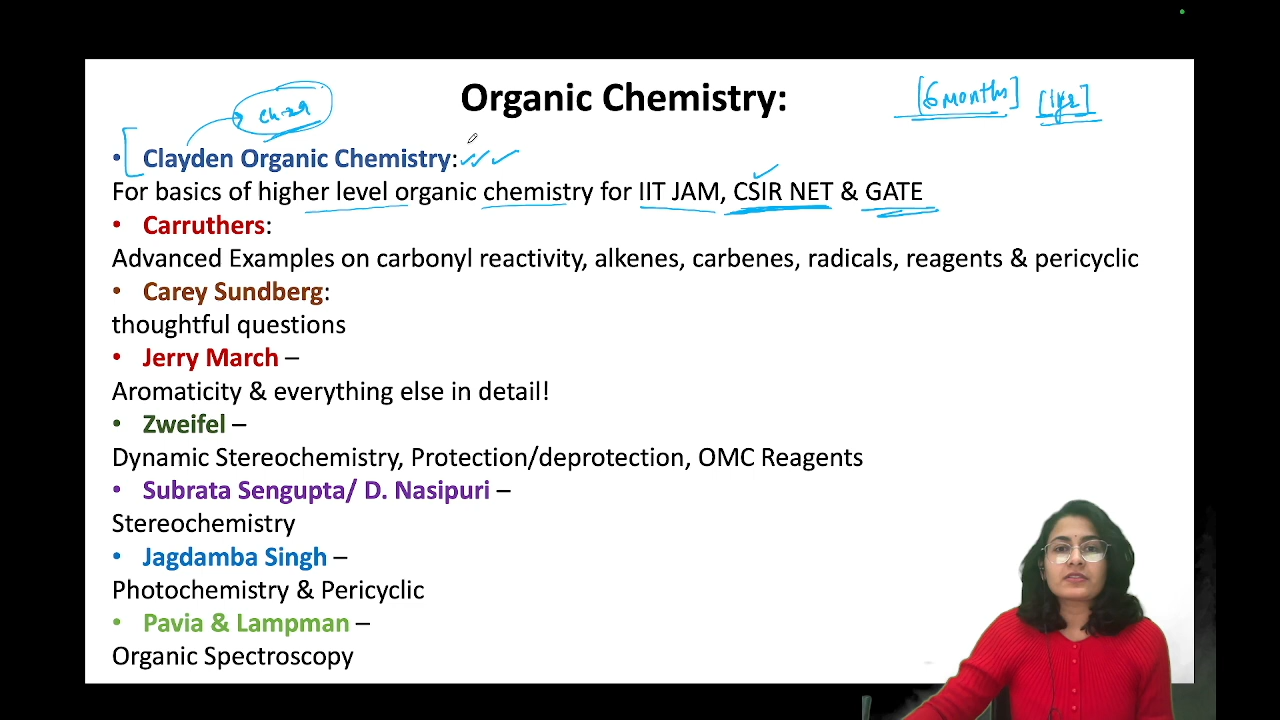 Organic Chemistry:
[6 months] [1yr]
ch-29
• Clayden Organic Chemistry:
For basics of higher level organic chemistry for IIT JAM, CSIR NET & GATE
• Carruthers:
Advanced Examples on carbonyl reactivity, alkenes, carbenes, radicals, reagents & pericyclic
• Carey Sundberg:
thoughtful questions
• Jerry March –
Aromaticity & everything else in detail!
• Zweifel –
Dynamic Stereochemistry, Protection/deprotection, OMC Reagents
• Subrata Sengupta/ D. Nasipuri –
Stereochemistry
• Jagdamba Singh –
Photochemistry & Pericyclic
• Pavia & Lampman –
Organic Spectroscopy